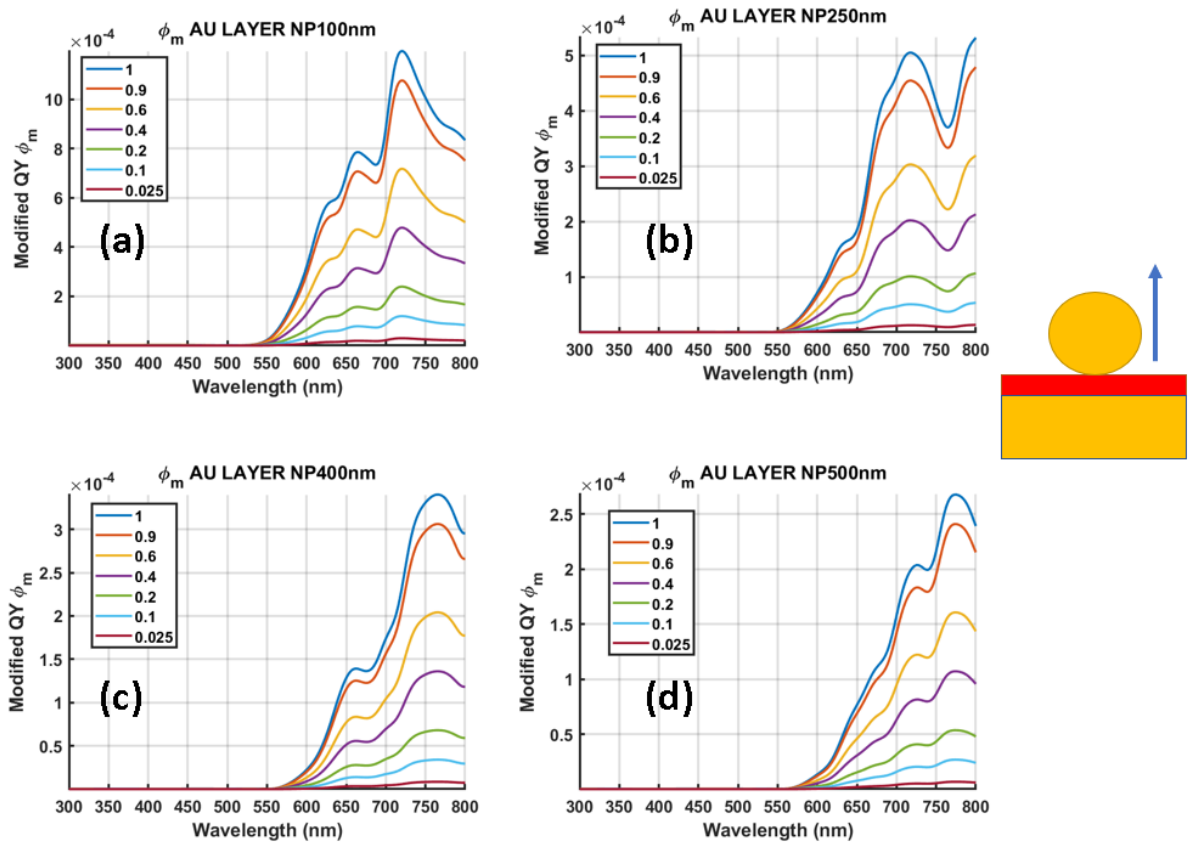 ϕm AU LAYER NP100nm
×10-4
1
0.9
0.6
0.4
0.2
0.1
0.025
10
8
6
4
2
Modified QY ϕm
(a)
300 350 400 450 500 550 600 650 700 750 800
Wavelength (nm)
ϕm AU LAYER NP250nm
×10-4
1
0.9
0.6
0.4
0.2
0.1
0.025
5
4
3
2
1
Modified QY ϕm
(b)
300 350 400 450 500 550 600 650 700 750 800
Wavelength (nm)
ϕm AU LAYER NP400nm
×10-4
1
0.9
0.6
0.4
0.2
0.1
0.025
3
2.5
2
1.5
1
0.5
Modified QY ϕm
(c)
300 350 400 450 500 550 600 650 700 750 800
Wavelength (nm)
ϕm AU LAYER NP500nm
×10-4
1
0.9
0.6
0.4
0.2
0.1
0.025
2.5
2
1.5
1
0.5
Modified QY ϕm
(d)
300 350 400 450 500 550 600 650 700 750 800
Wavelength (nm)